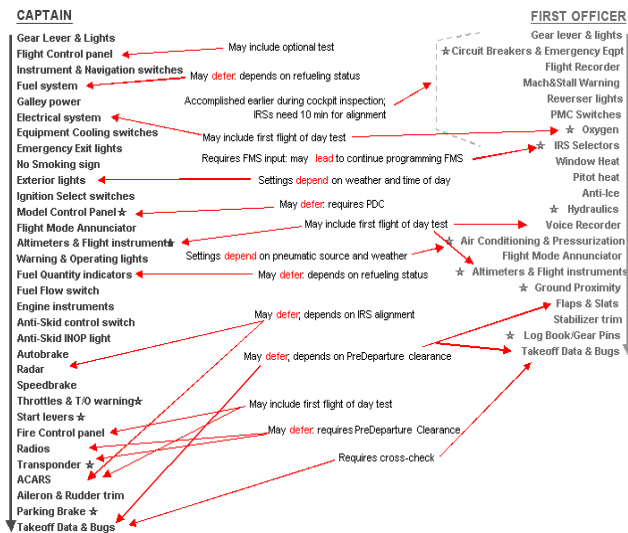 CAPTAIN
Gear Lever & Lights
Flight Control panel
Instrument & Navigation switches
Fuel system
Galley power
Electrical system
Equipment Cooling switches
Emergency Exit lights
No Smoking sign
Exterior lights
Ignition Select switches
Model Control Panel☆
Flight Mode Annunciator
Altimeters & Flight instrument☆
Warning & Operating lights
Fuel Quantity indicators
Fuel Flow switch
Engine instruments
Anti-Skid control switch
Anti-Skid INOP light
Autobrake
Radar
Speedbrake
Throttles & T/O warning☆
Start levers ☆
Fire Control panel
Radios
Transponder ☆
ACARS
Aileron & Rudder trim
Parking Brake ☆
Takeoff Data & Bugs
May include optional test
May defer: depends on refueling status
Accomplished earlier during cockpit inspection;
IRSs need 10 min for alignment
May include first flight of day test
Requires FMS input: may lead to continue programming FMS
Settings depend on weather and time of day
May defer: requires PDC
May include first flight of day test
Settings depend on pneumatic source and weather
May defer: depends on refueling status
May defer; depends on IRS alignment
May defer; depends on PreDeparture clearance
May include first flight of day test
May defer: requires PreDeparture Clearance
Requires cross-check
FIRST OFFICER
Gear lever & lights
☆Circuit Breakers & Emergency Eqpt
Flight Recorder
Mach&Stall Warning
Reverser lights
PMC Switches
☆ Oxygen
☆ IRS Selectors
Window Heat
Pitot heat
Anti-Ice
☆ Hydraulics
Voice Recorder
☆ Air Conditioning & Pressurization
Flight Mode Annunciator
☆ Altimeters & Flight instruments
☆ Ground Proximity
Flaps & Slats
Stabilizer trim
☆ Log Book/Gear Pins
Takeoff Data & Bugs